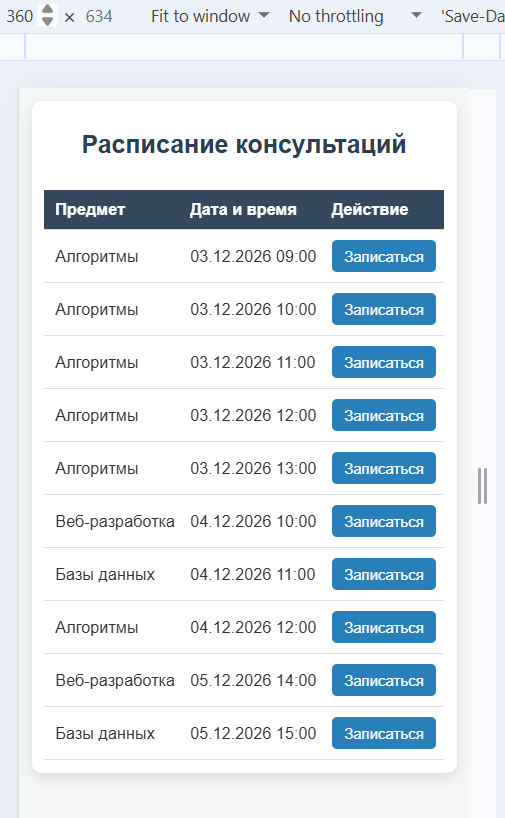 360 × 634 Fit to window No throttling 'Save-Da
Расписание консультаций
Предмет Дата и время Действие
Алгоритмы 03.12.2026 09:00 Записаться
Алгоритмы 03.12.2026 10:00 Записаться
Алгоритмы 03.12.2026 11:00 Записаться
Алгоритмы 03.12.2026 12:00 Записаться
Алгоритмы 03.12.2026 13:00 Записаться
Веб-разработка 04.12.2026 10:00 Записаться
Базы данных 04.12.2026 11:00 Записаться
Алгоритмы 04.12.2026 12:00 Записаться
Веб-разработка 05.12.2026 14:00 Записаться
Базы данных 05.12.2026 15:00 Записаться